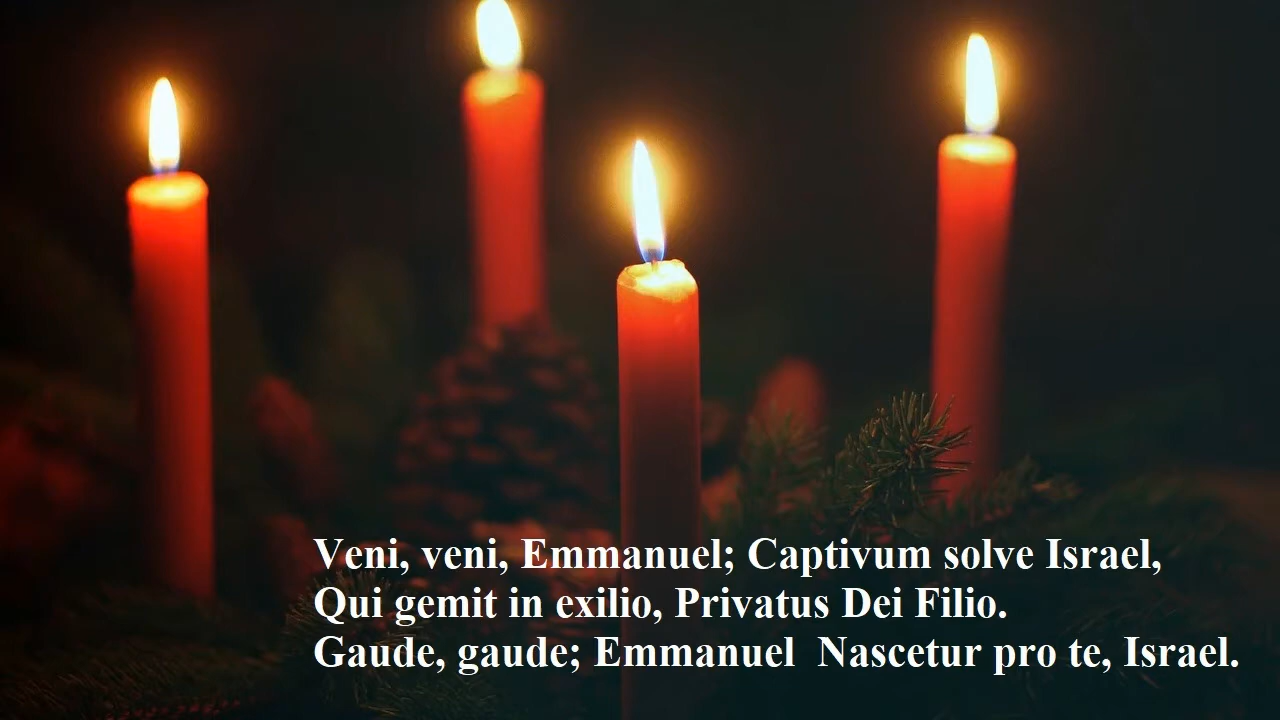 Veni, veni, Emmanuel; Captivum solve Israel,
Qui gemit in exilio, Privatus Dei Filio.
Gaude, gaude; Emmanuel  Nascetur pro te, Israel.